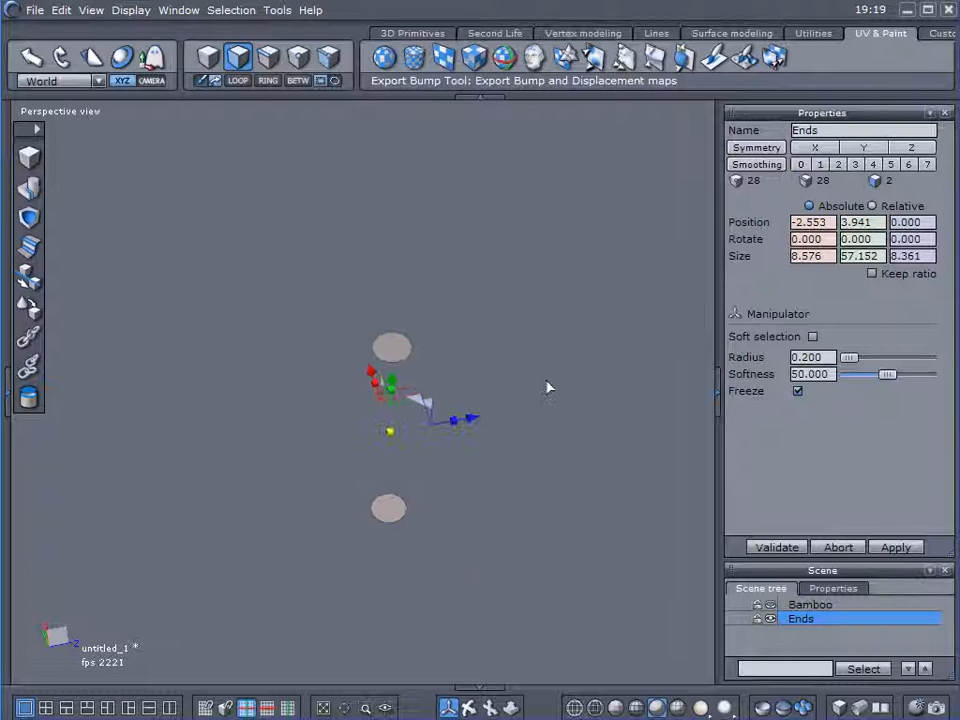 File Edit View Display Window Selection Tools Help 19:19
3D Primitives Second Life Vertex modeling Lines Surface modeling Utilities UV & Paint Custo
World XYZ CAMERA LOOP RING BETW Export Bump Tool: Export Bump and Displacement maps
Perspective view
Properties
Name Ends
Symmetry X Y Z
Smoothing 0 1 2 3 4 5 6 7
28 28 2
Absolute Relative
Position -2.553 3.941 0.000
Rotate 0.000 0.000 0.000
Size 8.576 57.152 8.361
Keep ratio
Manipulator
Soft selection
Radius 0.200
Softness 50.000
Freeze
Validate Abort Apply
Scene
Scene tree Properties
Bamboo
Ends
Select
Z
untitled_1 *
fps 2221